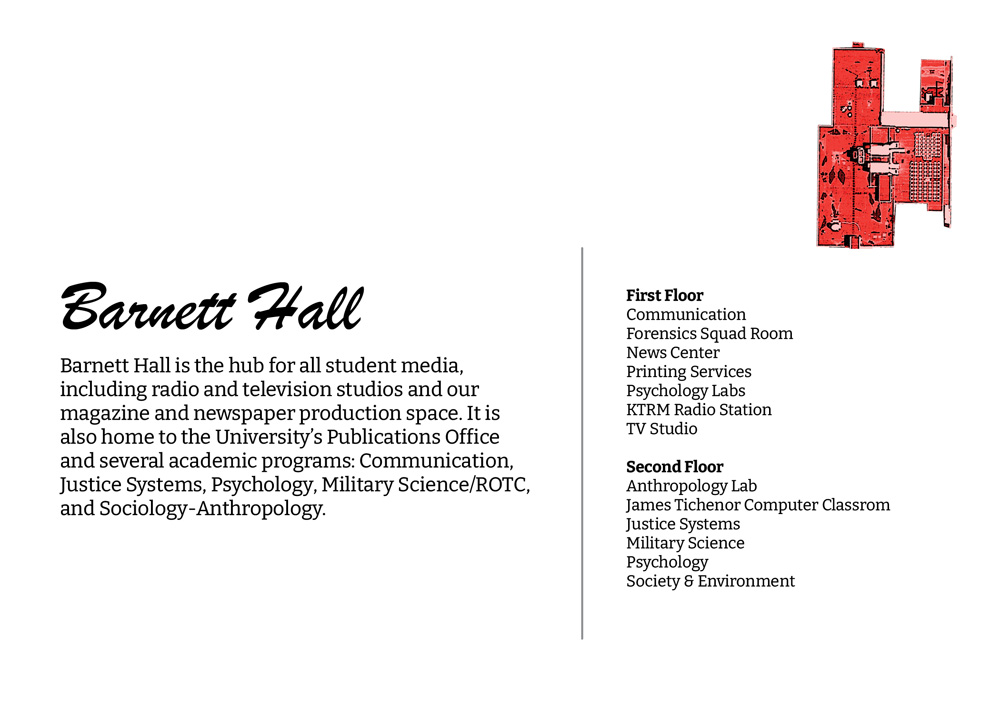 Barnett Hall
Barnett Hall is the hub for all student media,
including radio and television studios and our
magazine and newspaper production space. It is
also home to the University’s Publications Office
and several academic programs: Communication,
Justice Systems, Psychology, Military Science/ROTC,
and Sociology-Anthropology.
First Floor
Communication
Forensics Squad Room
News Center
Printing Services
Psychology Labs
KTRM Radio Station
TV Studio
Second Floor
Anthropology Lab
James Tichenor Computer Classrom
Justice Systems
Military Science
Psychology
Society & Environment